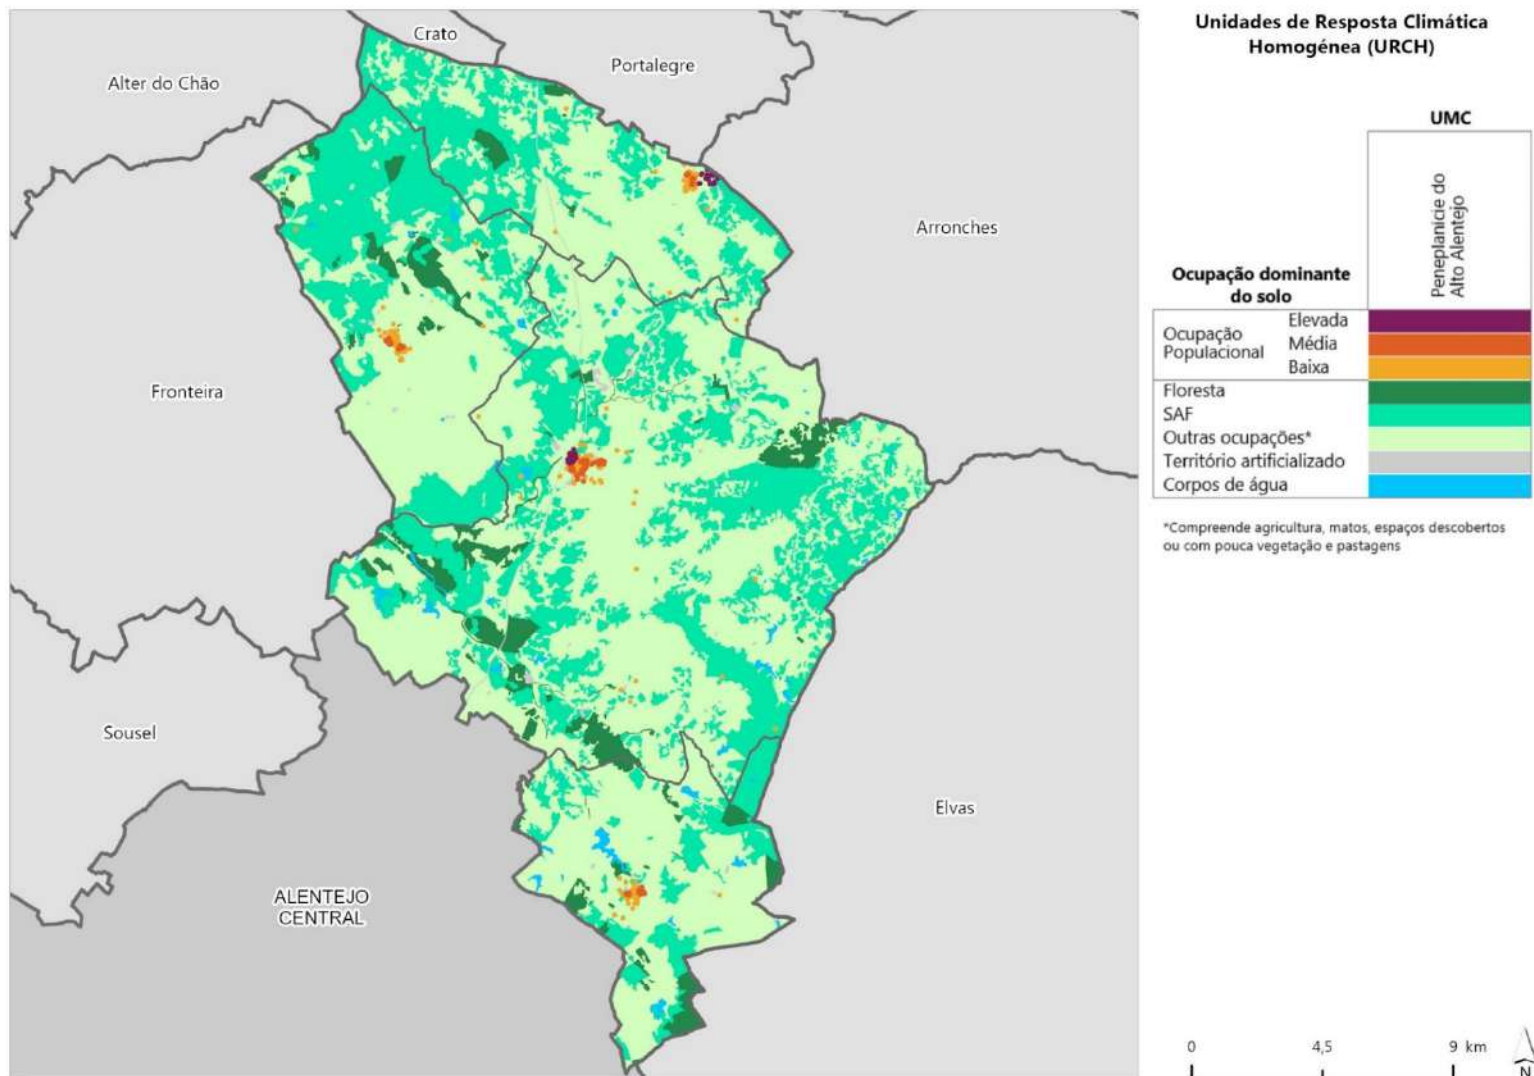 Crato
Portalegre
Alter do Chão
Arronches
Fronteira
Sousel
Elvas
ALENTEJO
CENTRAL
Unidades de Resposta Climática
Homogénea (URCH)
UMC
Peneplanície do
Alto Alentejo
Ocupação dominante
do solo
Ocupação
Populacional
Elevada
Média
Baixa
Floresta
SAF
Outras ocupações*
Território artificializado
Corpos de água
*Compreende agricultura, matos, espaços descobertos
ou com pouca vegetação e pastagens
0 4,5 9 km
N